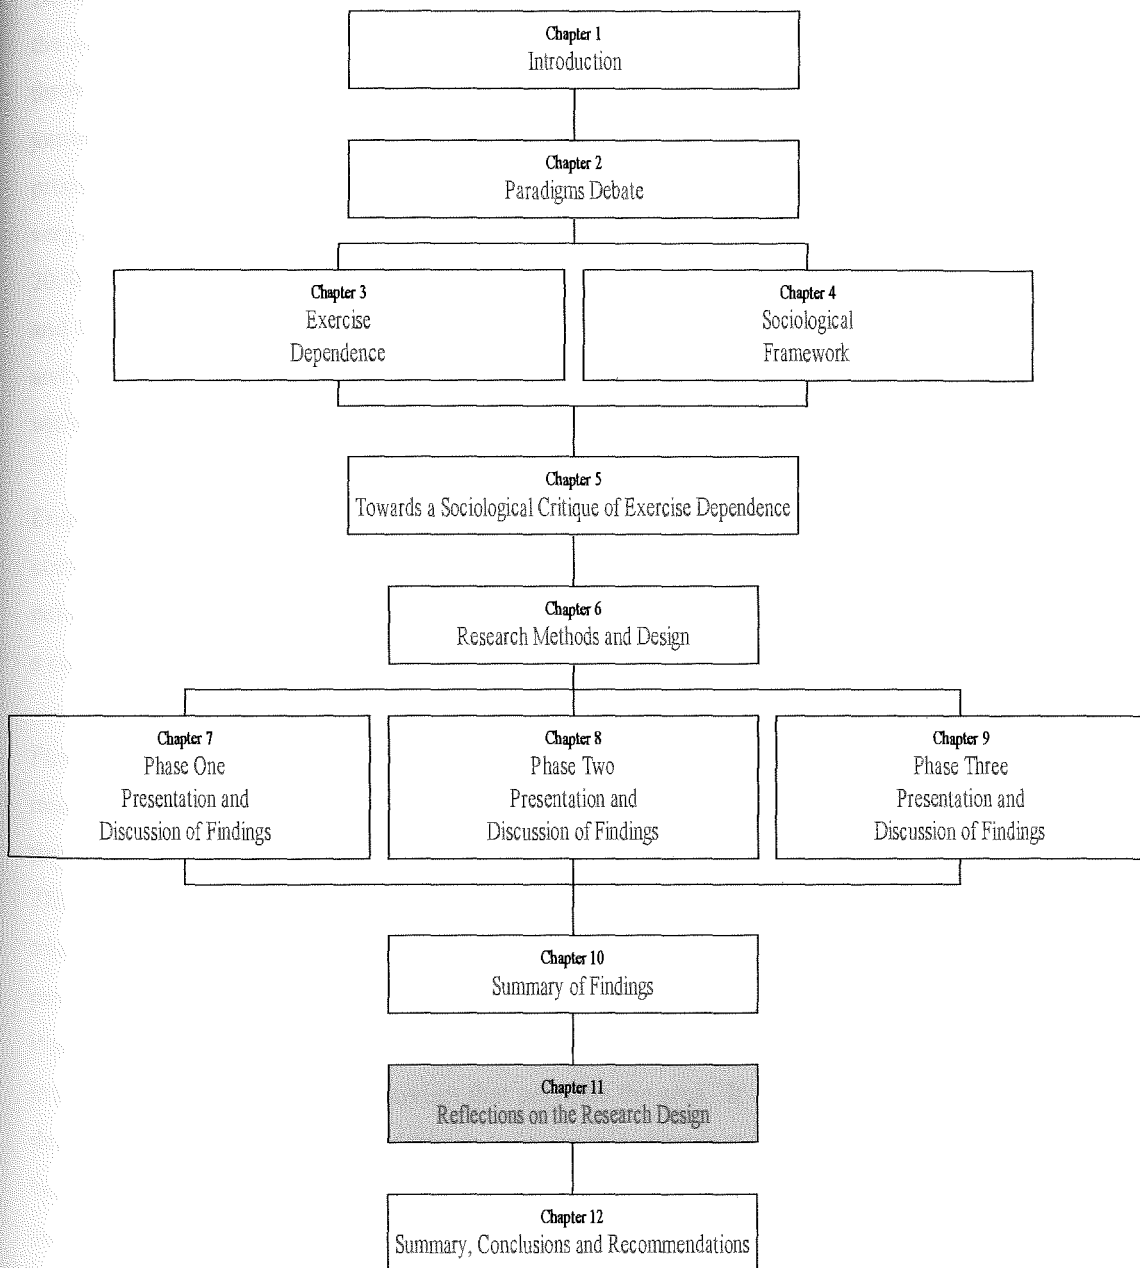 Chapter 1
Introduction
Chapter 2
Paradigms Debate
Chapter 3
Exercise
Dependence
Chapter 4
Sociological
Framework
Chapter 5
Towards a Sociological Critique of Exercise Dependence
Chapter 6
Research Methods and Design
Chapter 7
Phase One
Presentation and
Discussion of Findings
Chapter 8
Phase Two
Presentation and
Discussion of Findings
Chapter 9
Phase Three
Presentation and
Discussion of Findings
Chapter 10
Summary of Findings
Chapter 11
Reflections on the Research Design
Chapter 12
Summary, Conclusions and Recommendations